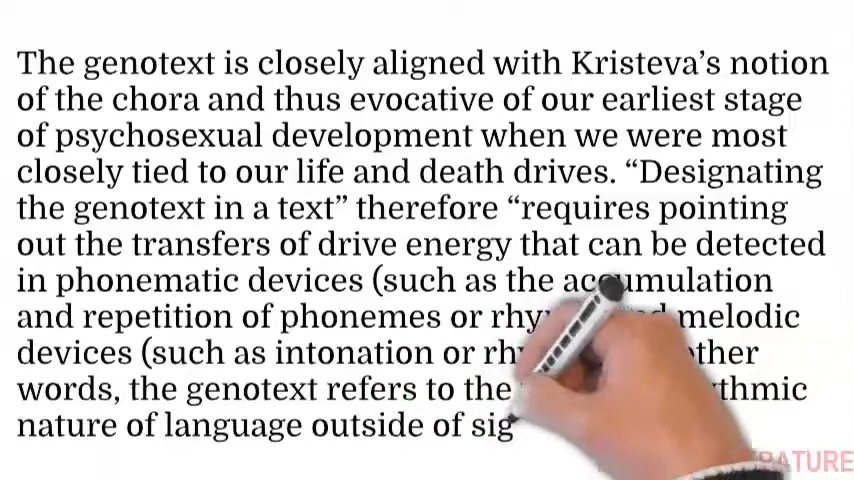 The genotext is closely aligned with Kristeva’s notion
of the chora and thus evocative of our earliest stage
of psychosexual development when we were most
closely tied to our life and death drives. “Designating
the genotext in a text” therefore “requires pointing
out the transfers of drive energy that can be detected
in phonematic devices (such as the accumulation
and repetition of phonemes or melodic
devices (such as intonation or
words, the genotext refers to the
nature of language outside of sig